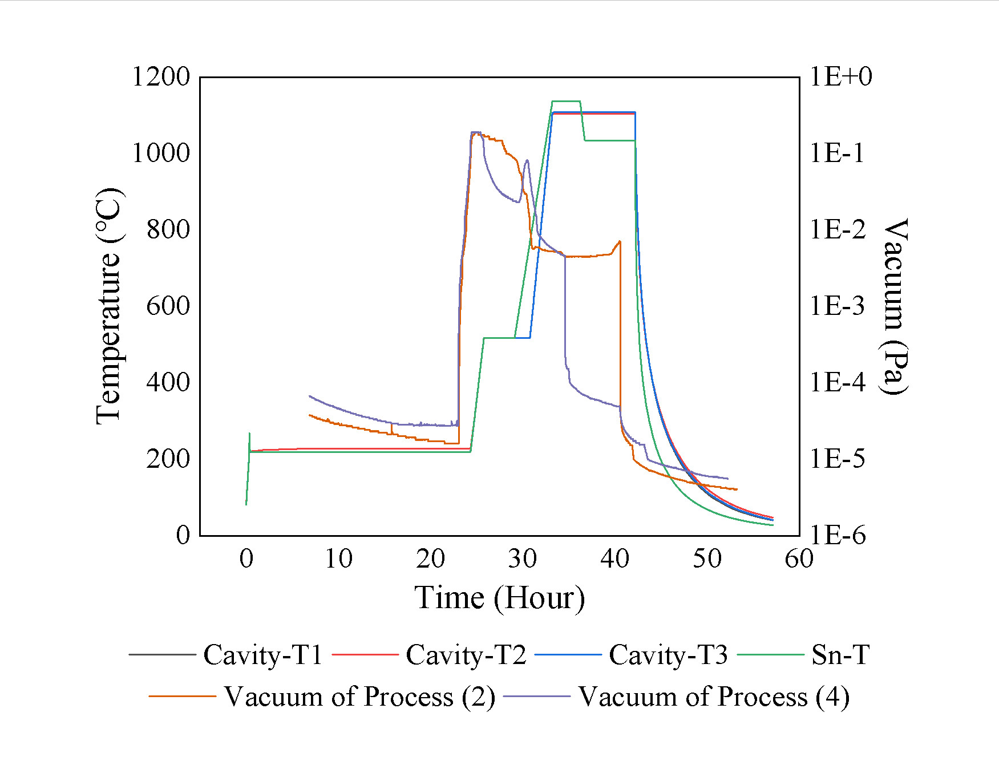 1200
1000
800
600
400
200
0
Temperature (°C)
1E+0
1E-1
1E-2
1E-3
1E-4
1E-5
1E-6
Vacuum (Pa)
0 10 20 30 40 50 60
Time (Hour)
Cavity-T1 Cavity-T2 Cavity-T3 Sn-T
Vacuum of Process (2) Vacuum of Process (4)